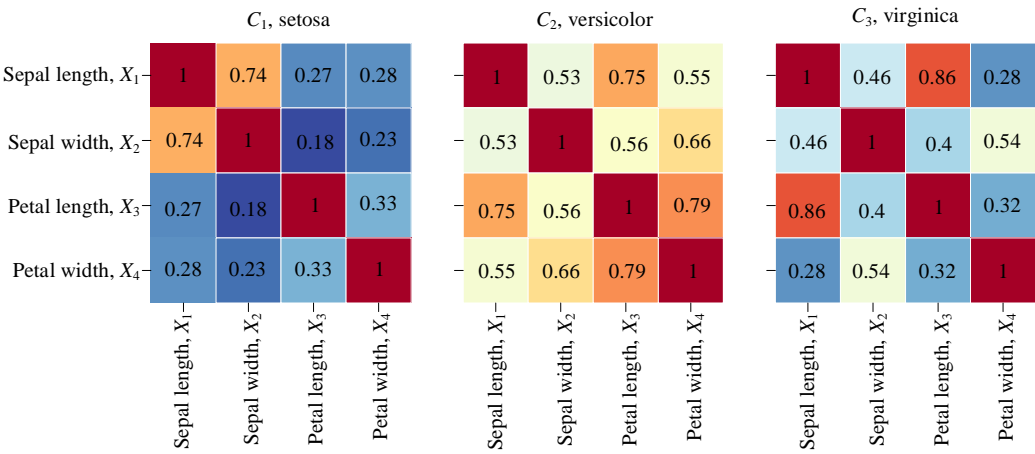 C₁, setosa C₂, versicolor C₃, virginica
Sepal length, X₁ 1 0.74 0.27 0.28 1 0.53 0.75 0.55 1 0.46 0.86 0.28
Sepal width, X₂ 0.74 1 0.18 0.23 0.53 1 0.56 0.66 0.46 1 0.4 0.54
Petal length, X₃ 0.27 0.18 1 0.33 0.75 0.56 1 0.79 0.86 0.4 1 0.32
Petal width, X₄ 0.28 0.23 0.33 1 0.55 0.66 0.79 1 0.28 0.54 0.32 1
Sepal length, X₁
Sepal width, X₂
Petal length, X₃
Petal width, X₄
Sepal length, X₁
Sepal width, X₂
Petal length, X₃
Petal width, X₄
Sepal length, X₁
Sepal width, X₂
Petal length, X₃
Petal width, X₄